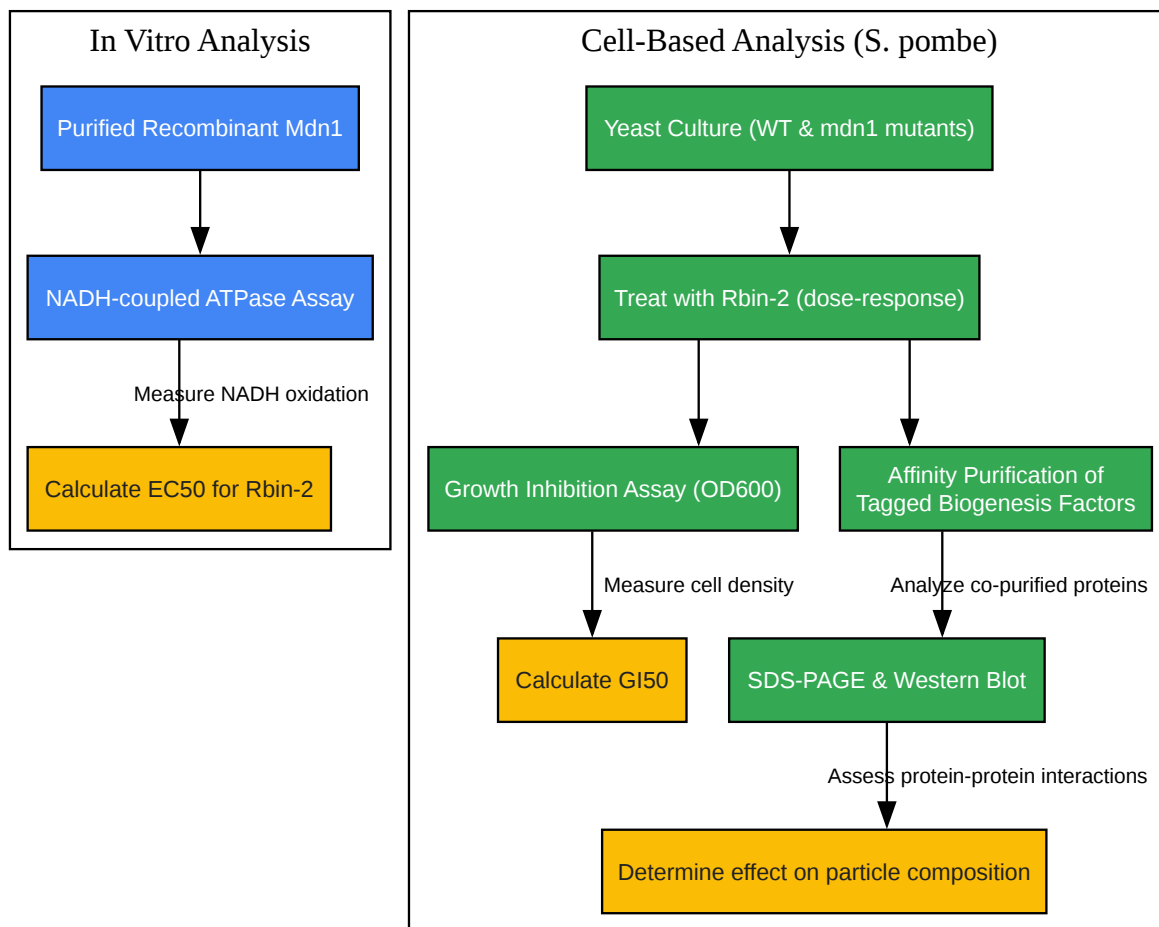 In Vitro Analysis
Purified Recombinant Mdn1
NADH-coupled ATPase Assay
Measure NADH oxidation
Calculate EC50 for Rbin-2
Cell-Based Analysis (S. pombe)
Yeast Culture (WT & mdn1 mutants)
Treat with Rbin-2 (dose-response)
Growth Inhibition Assay (OD600)
Affinity Purification of
Tagged Biogenesis Factors
Measure cell density
Analyze co-purified proteins
Calculate GI50
SDS-PAGE & Western Blot
Assess protein-protein interactions
Determine effect on particle composition